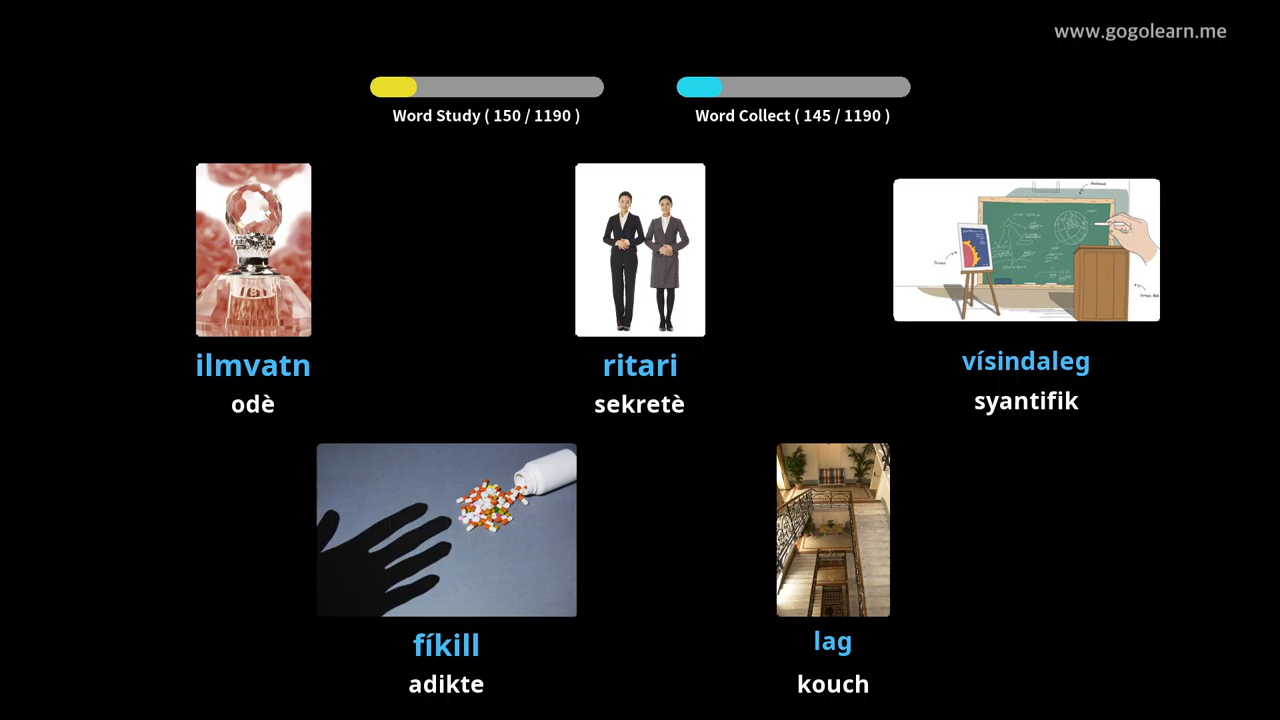 www.gogolearn.me
Word Study ( 150 / 1190 )
Word Collect ( 145 / 1190 )
ilmvatn
odè
ritari
sekretè
vísindaleg
syantifik
fíkill
adikte
lag
kouch